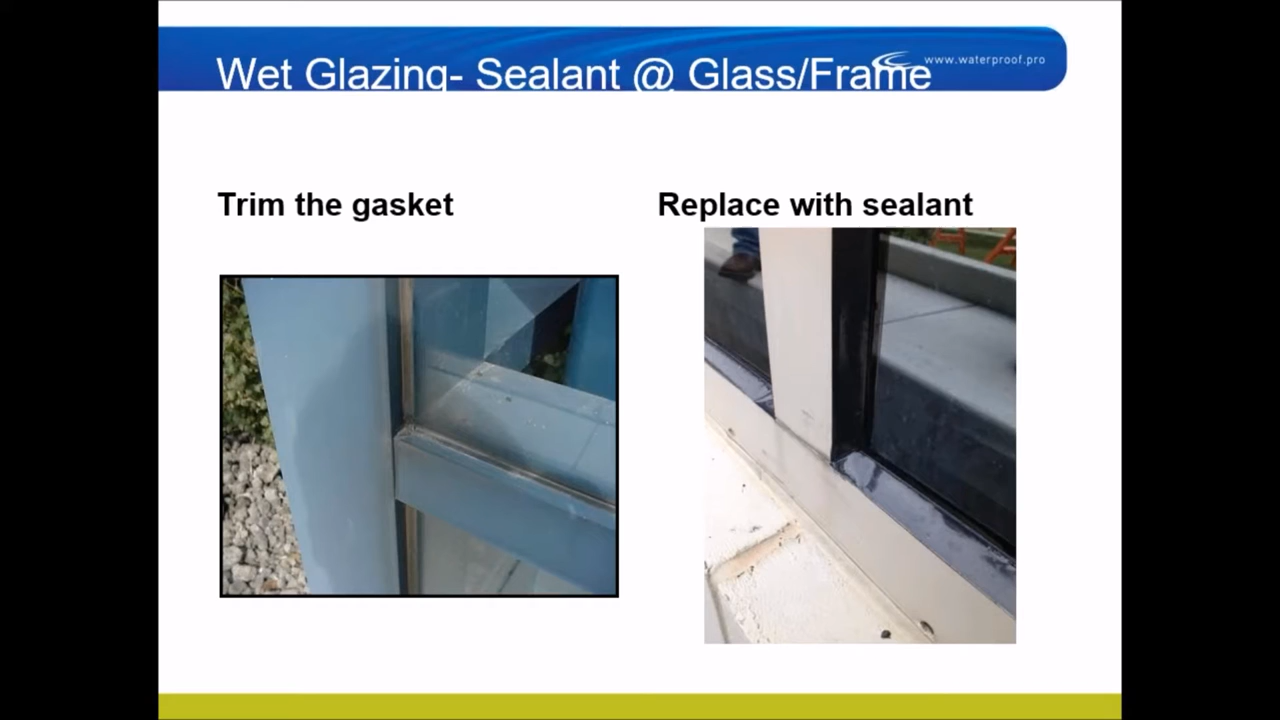 Wet Glazing- Sealant @ Glass/Frame
www.waterproof.pro
Trim the gasket
Replace with sealant